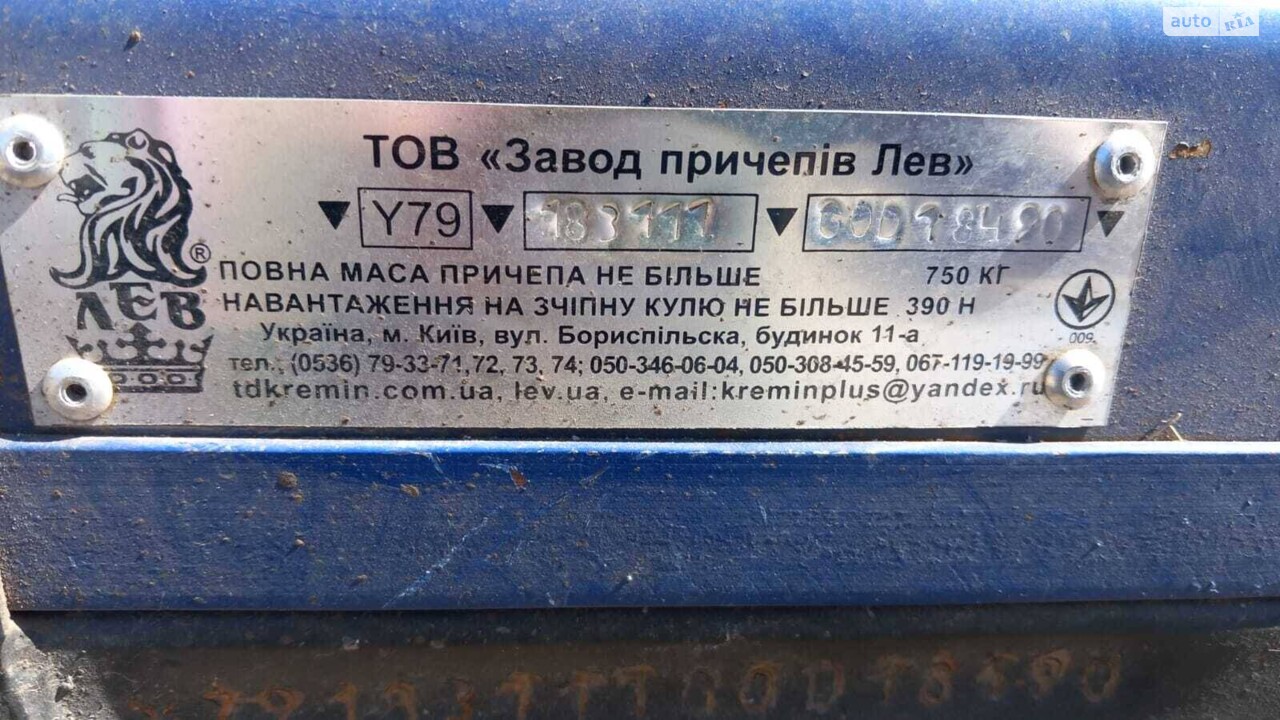 auto RIA
ТОВ «Завод причепів Лев»
▼ Y79 ▼ 183111 ▼ 00D18490 ▼
®
ЛЕВ
ПОВНА МАСА ПРИЧЕПА НЕ БІЛЬШЕ 750 КГ
НАВАНТАЖЕННЯ НА ЗЧІПНУ КУЛЮ НЕ БІЛЬШЕ 390 Н
009
Україна, м. Київ, вул. Бориспільска, будинок 11-а
тел.: (0536) 79-33-71,72, 73, 74; 050-346-06-04, 050-308-45-59, 067-119-19-99
tdkremin.com.ua, lev.ua, e-mail:kreminplus@yandex.ru